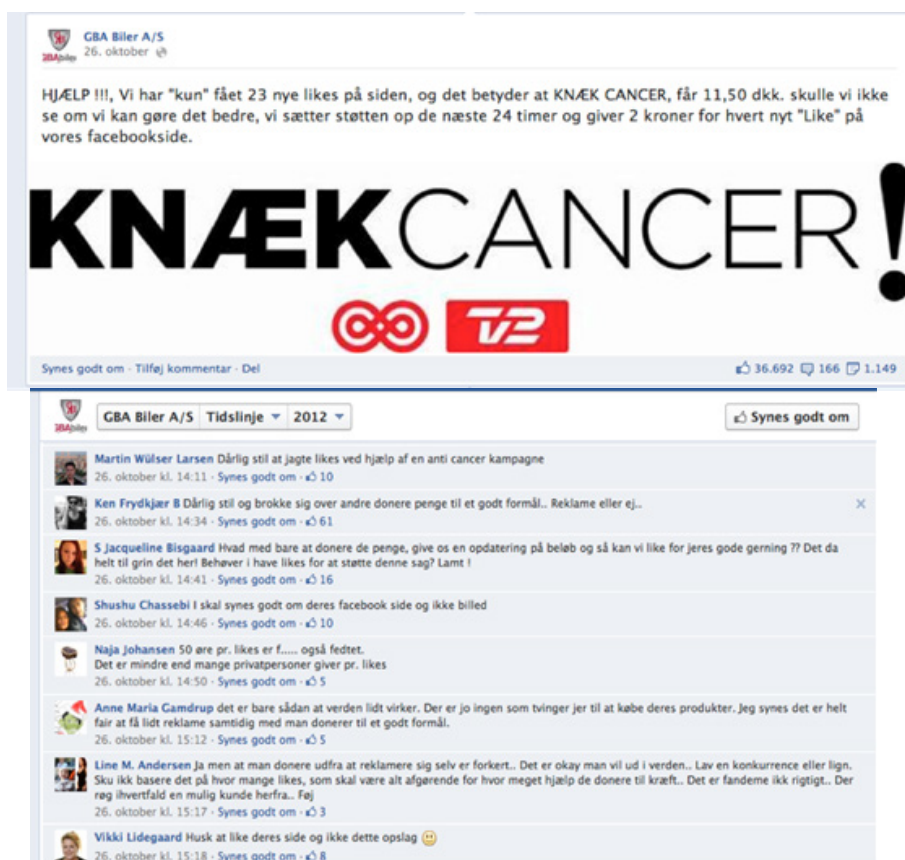 GBA Biler A/S
26. oktober
HJÆLP !!!, Vi har "kun" fået 23 nye likes på siden, og det betyder at KNÆK CANCER, får 11,50 dkk. skulle vi ikke
se om vi kan gøre det bedre, vi sætter støtten op de næste 24 timer og giver 2 kroner for hvert nyt "Like" på
vores facebookside.
KNÆKCANCER!
TV2
Synes godt om · Tilføj kommentar · Del 36.692 166 1.149
GBA Biler A/S Tidslinje 2012 Synes godt om
Martin Wülser Larsen Dårlig stil at jagte likes ved hjælp af en anti cancer kampagne
26. oktober kl. 14:11 · Synes godt om · 10
Ken Frydkjær B Dårlig stil og brokke sig over andre donere penge til et godt formål.. Reklame eller ej..
26. oktober kl. 14:34 · Synes godt om · 61
S Jacqueline Bisgaard Hvad med bare at donere de penge, give os en opdatering på beløb og så kan vi like for jeres gode gerning ?? Det da
helt til grin det her! Behøver i have likes for at støtte denne sag? Lamt !
26. oktober kl. 14:41 · Synes godt om · 16
Shushu Chassebi I skal synes godt om deres facebook side og ikke billed
26. oktober kl. 14:46 · Synes godt om · 10
Naja Johansen 50 øre pr. likes er f..... også fedtet.
Det er mindre end mange privatpersoner giver pr. likes
26. oktober kl. 14:50 · Synes godt om · 5
Anne Maria Gamdrup det er bare sådan at verden lidt virker. Der er jo ingen som tvinger jer til at købe deres produkter. Jeg synes det er helt
fair at få lidt reklame samtidig med man donerer til et godt formål.
26. oktober kl. 15:12 · Synes godt om · 5
Line M. Andersen Ja men at man donere udfra at reklamere sig selv er forkert.. Det er okay man vil ud i verden.. Lav en konkurrence eller lign.
Sku ikk basere det på hvor mange likes, som skal være alt afgørende for hvor meget hjælp de donere til kræft.. Det er fandeme ikk rigtigt.. Der
røg ihvertfald en mulig kunde herfra.. Føj
26. oktober kl. 15:17 · Synes godt om · 3
Vikki Lidegaard Husk at like deres side og ikke dette opslag
26. oktober kl. 15:18 · Synes godt om · 8